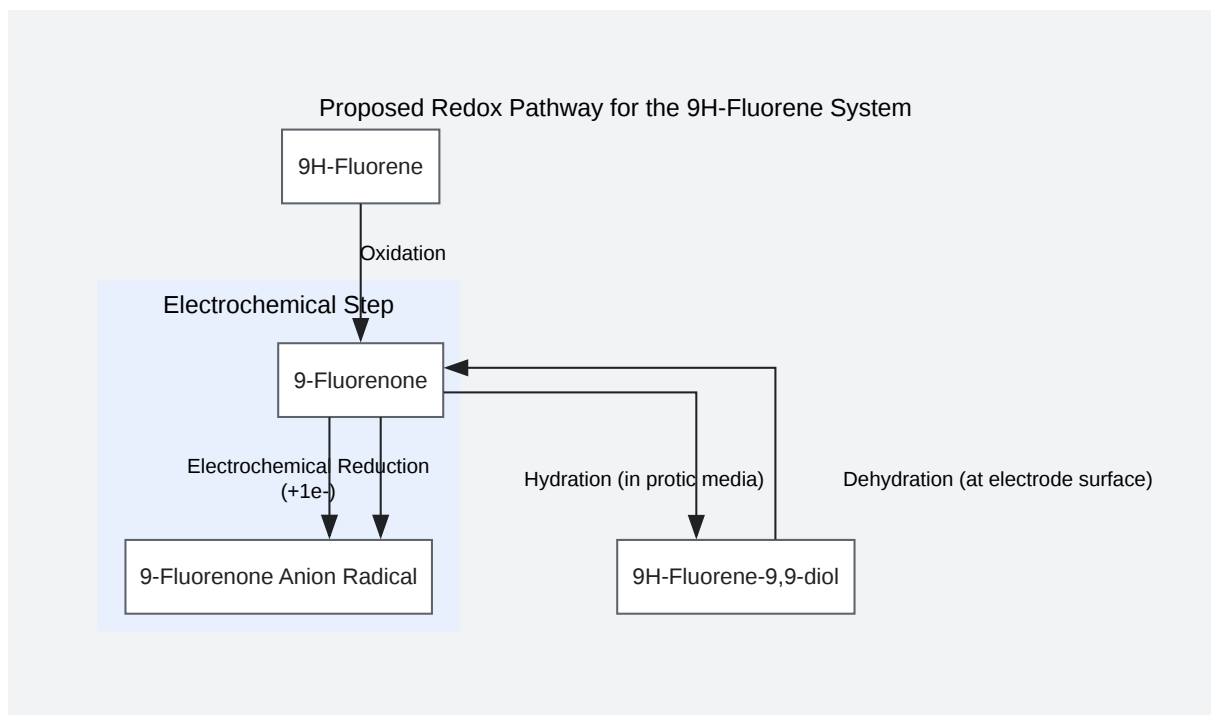 Proposed Redox Pathway for the 9H-Fluorene System
9H-Fluorene
Oxidation
Electrochemical Step
9-Fluorenone
Electrochemical Reduction
(+1e-)
Hydration (in protic media)
Dehydration (at electrode surface)
9-Fluorenone Anion Radical
9H-Fluorene-9,9-diol